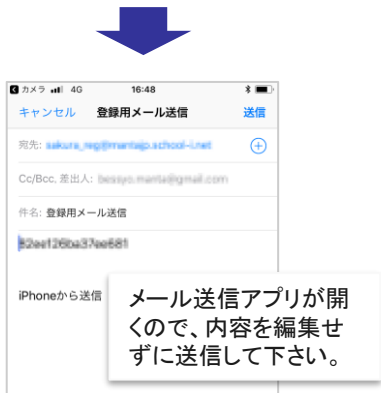 カメラ 4G 16:48
キャンセル 登録用メール送信 送信
宛先: sakura_reg@mantaip.school-i.net
Cc/Bcc, 差出人:
件名: 登録用メール送信
iPhoneから送信
メール送信アプリが開
くので、内容を編集せ
ずに送信して下さい。